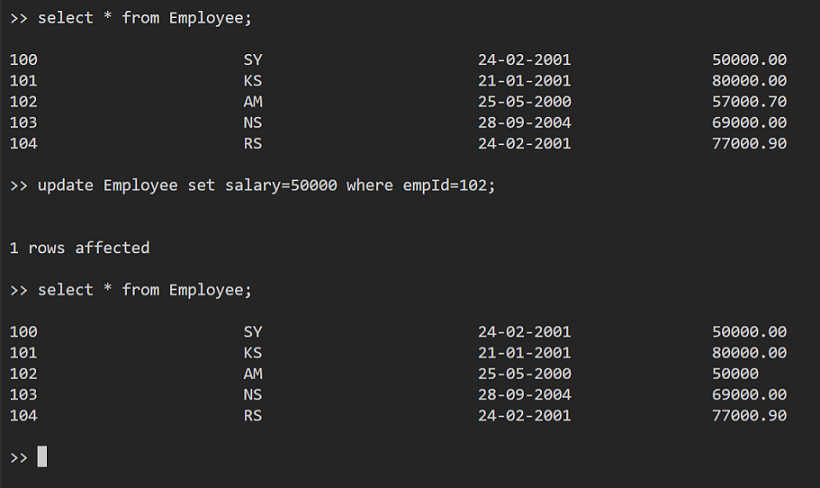 >> select * from Employee;
100 SY 24-02-2001 50000.00
101 KS 21-01-2001 80000.00
102 AM 25-05-2000 57000.70
103 NS 28-09-2004 69000.00
104 RS 24-02-2001 77000.90
>> update Employee set salary=50000 where empId=102;
1 rows affected
>> select * from Employee;
100 SY 24-02-2001 50000.00
101 KS 21-01-2001 80000.00
102 AM 25-05-2000 50000
103 NS 28-09-2004 69000.00
104 RS 24-02-2001 77000.90
>>